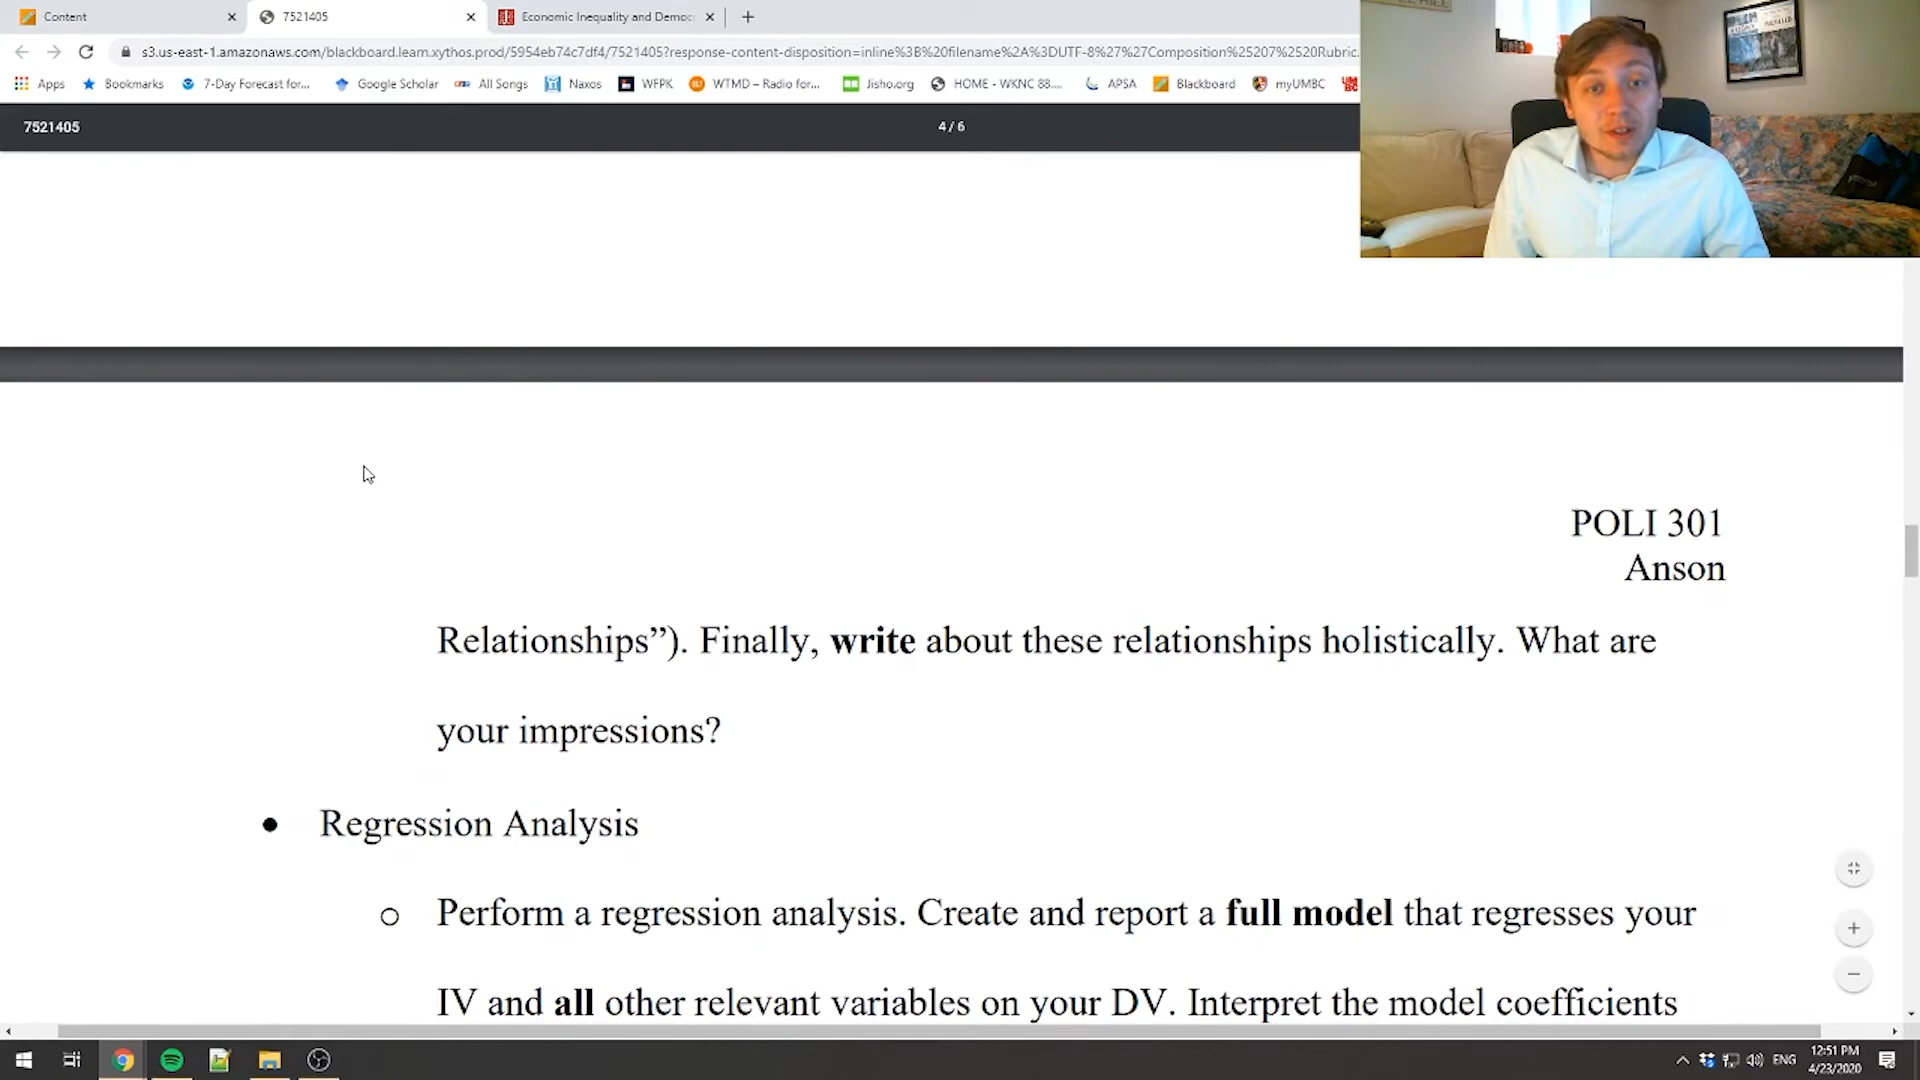 Content
7521405
Economic Inequality and Democ
s3.us-east-1.amazonaws.com/blackboard.learn.xythos.prod/5954eb74c7df4/7521405?response-content-disposition=inline%3B%20filename%2A%3DUTF-8%27%27Composition%25207%2520Rubric.
Apps
Bookmarks
7-Day Forecast for...
Google Scholar
All Songs
Naxos
WFPK
WTMD – Radio for...
Jisho.org
HOME - WKNC 88....
APSA
Blackboard
myUMBC
7521405
4 / 6
POLI 301
Anson
Relationships”). Finally, write about these relationships holistically. What are
your impressions?
• Regression Analysis
o Perform a regression analysis. Create and report a full model that regresses your
IV and all other relevant variables on your DV. Interpret the model coefficients
ENG
12:51 PM
4/23/2020